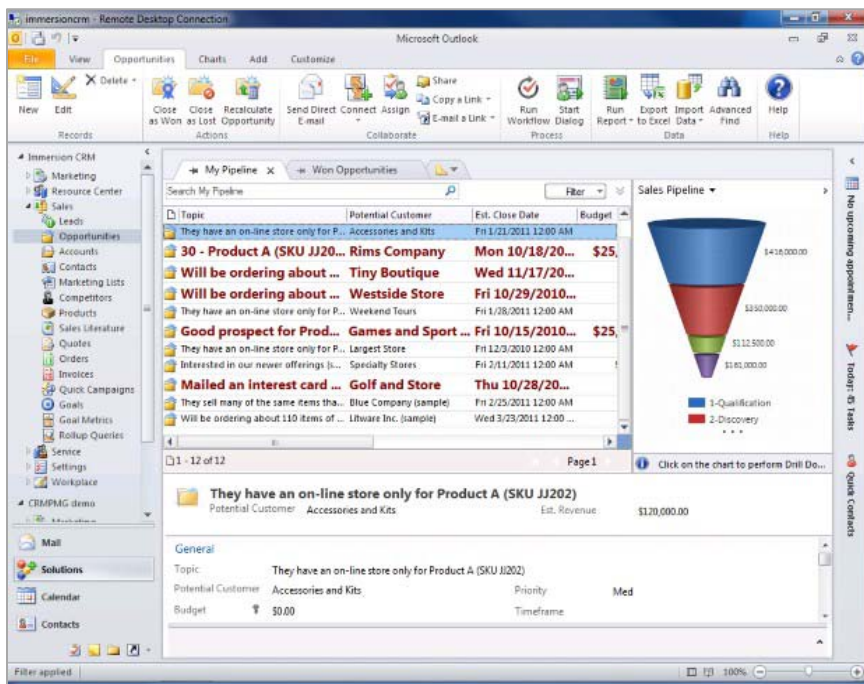 immersioncrm - Remote Desktop Connection
Microsoft Outlook
File View Opportunities Charts Add Customize
New Edit Delete
Close as Won Close as Lost Recalculate Opportunity
Send Direct E-mail Connect Assign Share Copy a Link E-mail a Link
Run Workflow Start Dialog
Run Report Export to Excel Import Data Advanced Find
Help
Records Actions Collaborate Process Data Help
Immersion CRM
Marketing
Resource Center
Sales
Leads
Opportunities
Accounts
Contacts
Marketing Lists
Competitors
Products
Sales Literature
Quotes
Orders
Invoices
Quick Campaigns
Goals
Goal Metrics
Rollup Queries
Service
Settings
Workplace
CRMPMG demo
Marketing
Mail
Solutions
Calendar
Contacts
My Pipeline x Won Opportunities
Search My Pipeline Filter
Topic Potential Customer Est. Close Date Budget
They have an on-line store only for P... Accessories and Kits Fri 1/21/2011 12:00 AM
30 - Product A (SKU JJ20... Rims Company Mon 10/18/20... $25,
Will be ordering about ... Tiny Boutique Wed 11/17/20...
Will be ordering about ... Westside Store Fri 10/29/2010...
They have an on-line store only for P... Weekend Tours Fri 1/28/2011 12:00 AM
Good prospect for Prod... Games and Sport ... Fri 10/15/2010... $25,
They have an on-line store only for P... Largest Store Fri 12/3/2010 12:00 AM
Interested in our newer offerings (s... Specialty Stores Fri 2/11/2011 12:00 AM
Mailed an interest card ... Golf and Store Thu 10/28/20...
They sell many of the same items tha... Blue Company (sample) Fri 2/25/2011 12:00 AM
Will be ordering about 110 items of ... Litware Inc. (sample) Wed 3/23/2011 12:00 ...
1 - 12 of 12 Page 1
Sales Pipeline
$416,000.00
$350,000.00
$112,500.00
$161,000.00
1-Qualification
2-Discovery
Click on the chart to perform Drill Do...
They have an on-line store only for Product A (SKU JJ202)
Potential Customer Accessories and Kits Est. Revenue $120,000.00
General
Topic They have an on-line store only for Product A (SKU JJ202)
Potential Customer Accessories and Kits Priority Med
Budget $0.00 Timeframe
No upcoming appointmen...
Today: 45 Tasks
Quick Contacts
Filter applied 100%